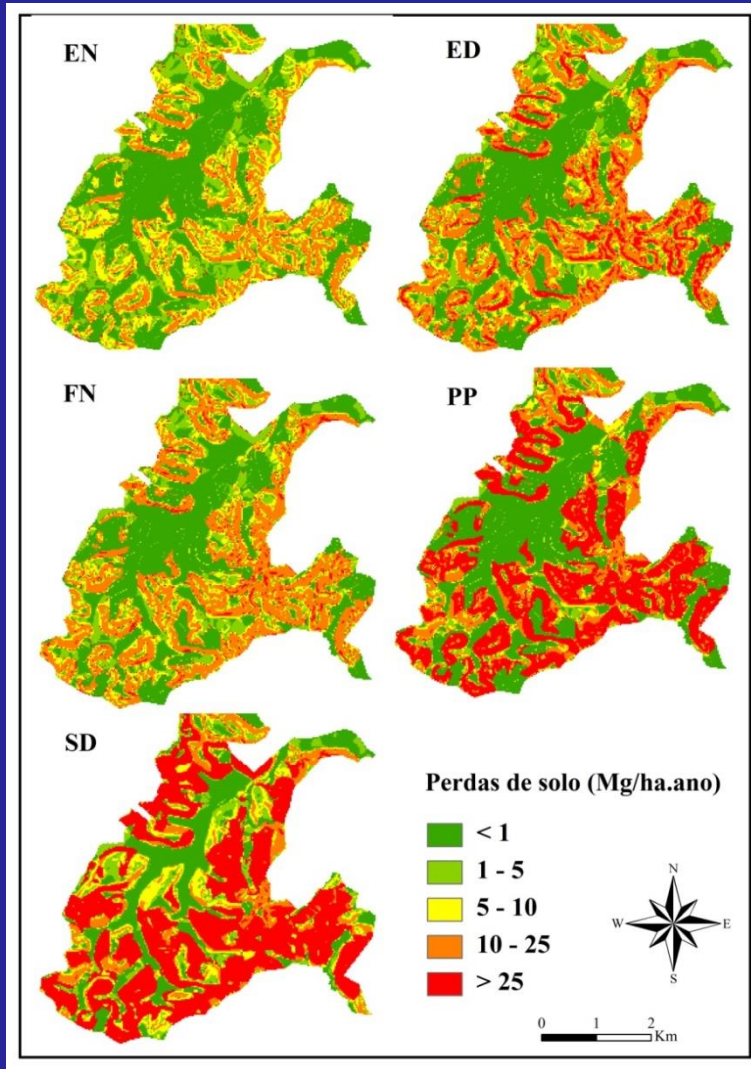 EN
ED
FN
PP
SD
Perdas de solo (Mg/ha.ano)
< 1
1 - 5
5 - 10
10 - 25
> 25
N
W
E
S
0 1 2
Km